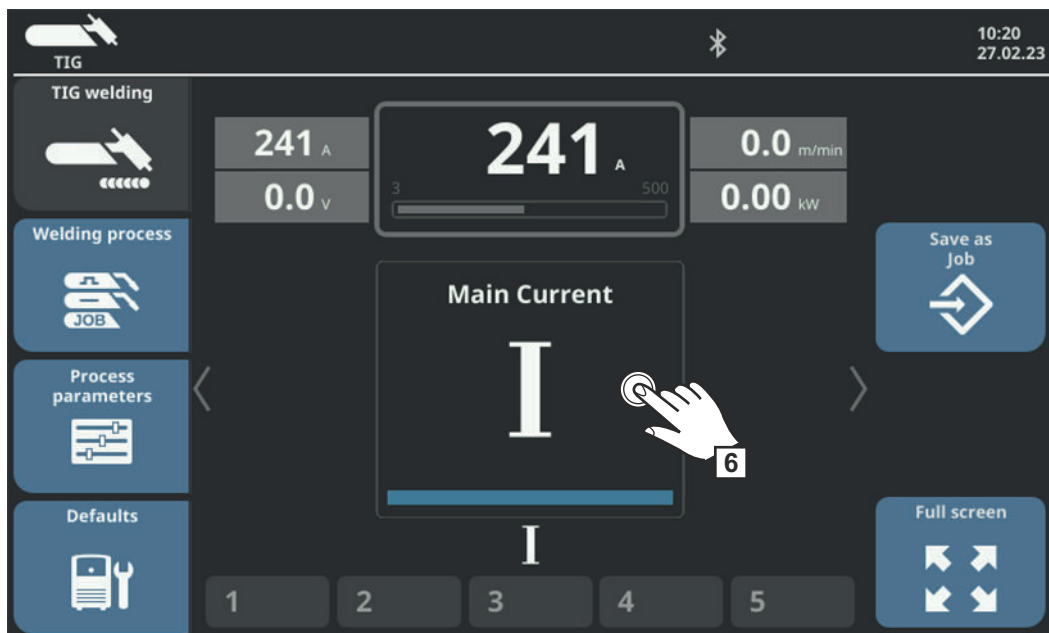 TIG
10:20
27.02.23
TIG welding
241 A
0.0 V
241 A
3 500
0.0 m/min
0.00 kW
Welding process
JOB
Save as
Job
Main Current
I
6
Process
parameters
Defaults
Full screen
I
1 2 3 4 5